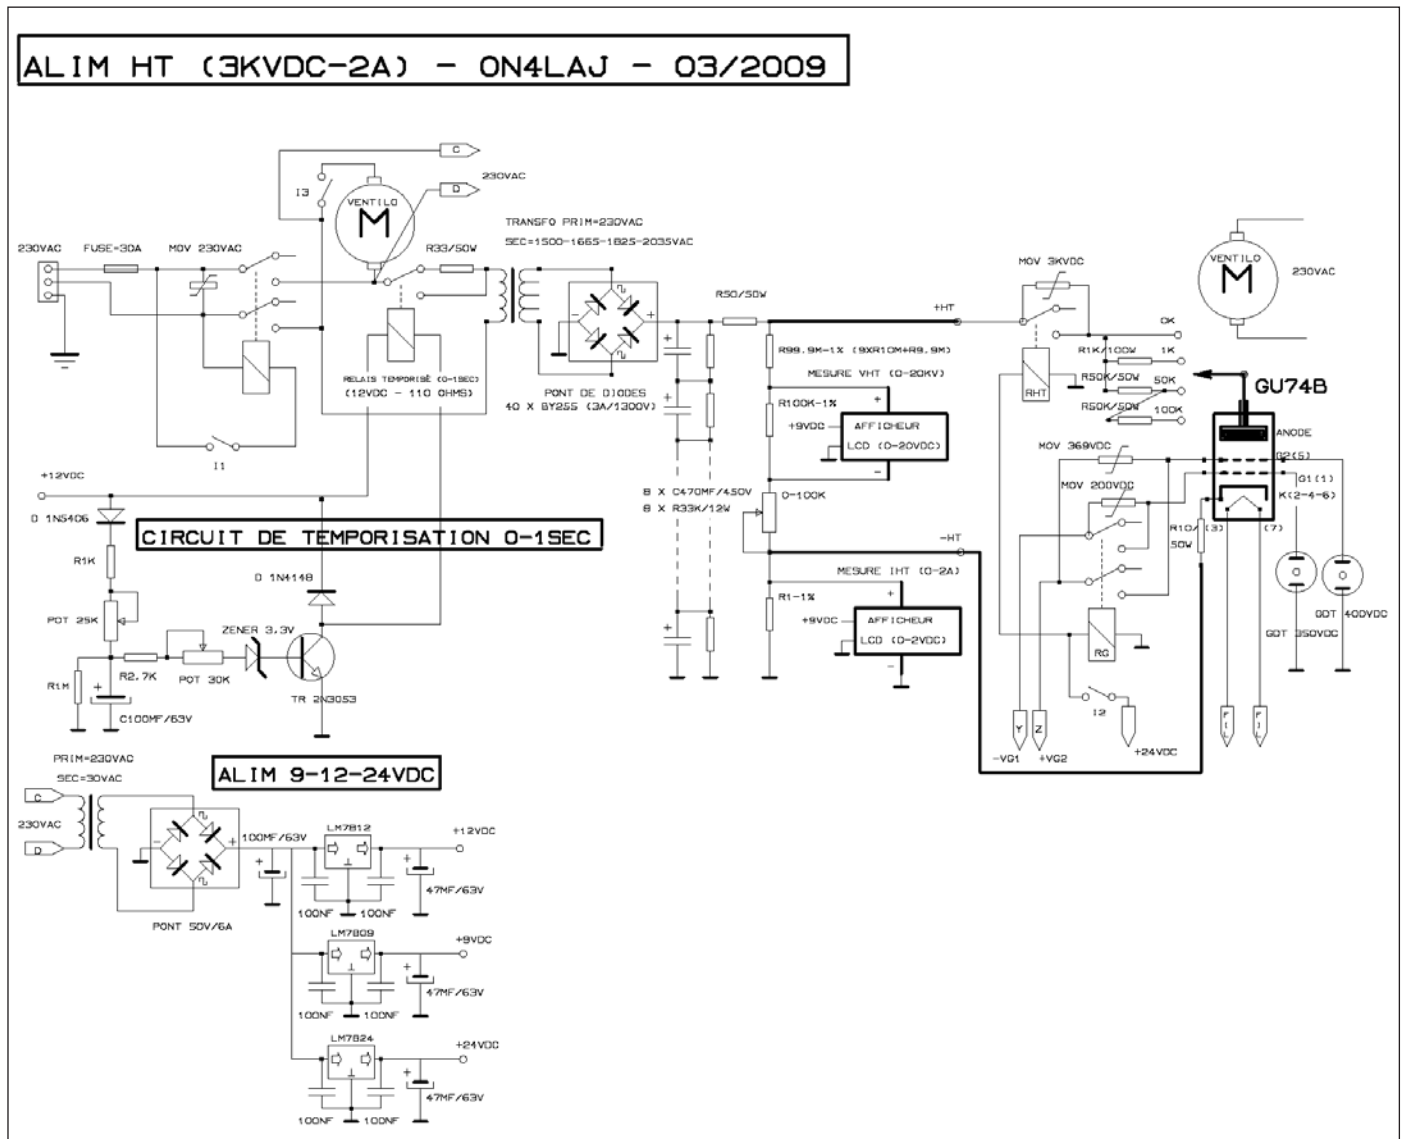 ALIM HT (3KVDC-2A) - ON4LAJ - 03/2009
C
230VAC
D
I3
VENTILO
M
TRANSFO PRIM=230VAC
SEC=1500-1665-1825-2035VAC
230VAC
FUSE=30A
MOV 230VAC
R33/50W
RELAIS TEMPORISÉ (0-1SEC)
(12VDC - 110 OHMS)
I1
PONT DE DIODES
40 X BY255 (3A/1300V)
-
+
R50/50W
+HT
R99.9M-1% (9XR10M+R9.9M)
MESURE VHT (0-20KV)
R100K-1%
+
+9VDC
AFFICHEUR
LCD (0-20VDC)
-
8 X C470MF/450V
8 X R33K/12W
0-100K
-HT
MESURE IHT (0-2A)
R1-1%
+
+9VDC
AFFICHEUR
LCD (0-2VDC)
-
MOV 3KVDC
RHT
0K
R1K/100W
1K
R50K/50W
50K
R50K/50W
100K
VENTILO
M
230VAC
GU74B
ANODE
G2(5)
G1(1)
K(2-4-6)
MOV 369VDC
MOV 200VDC
R10/
50W
(3)
(7)
GDT 400VDC
GDT 350VDC
RG
I2
Y
Z
-VG1
+VG2
+24VDC
FIL
FIL
+12VDC
D 1N5406
CIRCUIT DE TEMPORISATION 0-1SEC
R1K
D 1N4148
POT 25K
ZENER 3.3V
R2.7K
POT 30K
R1M
C100MF/63V
TR 2N3053
PRIM=230VAC
SEC=30VAC
ALIM 9-12-24VDC
C
230VAC
D
-
+
PONT 50V/6A
100MF/63V
LM7812
+12VDC
47MF/63V
100NF
100NF
LM7809
+9VDC
47MF/63V
100NF
100NF
LM7824
+24VDC
47MF/63V
100NF
100NF